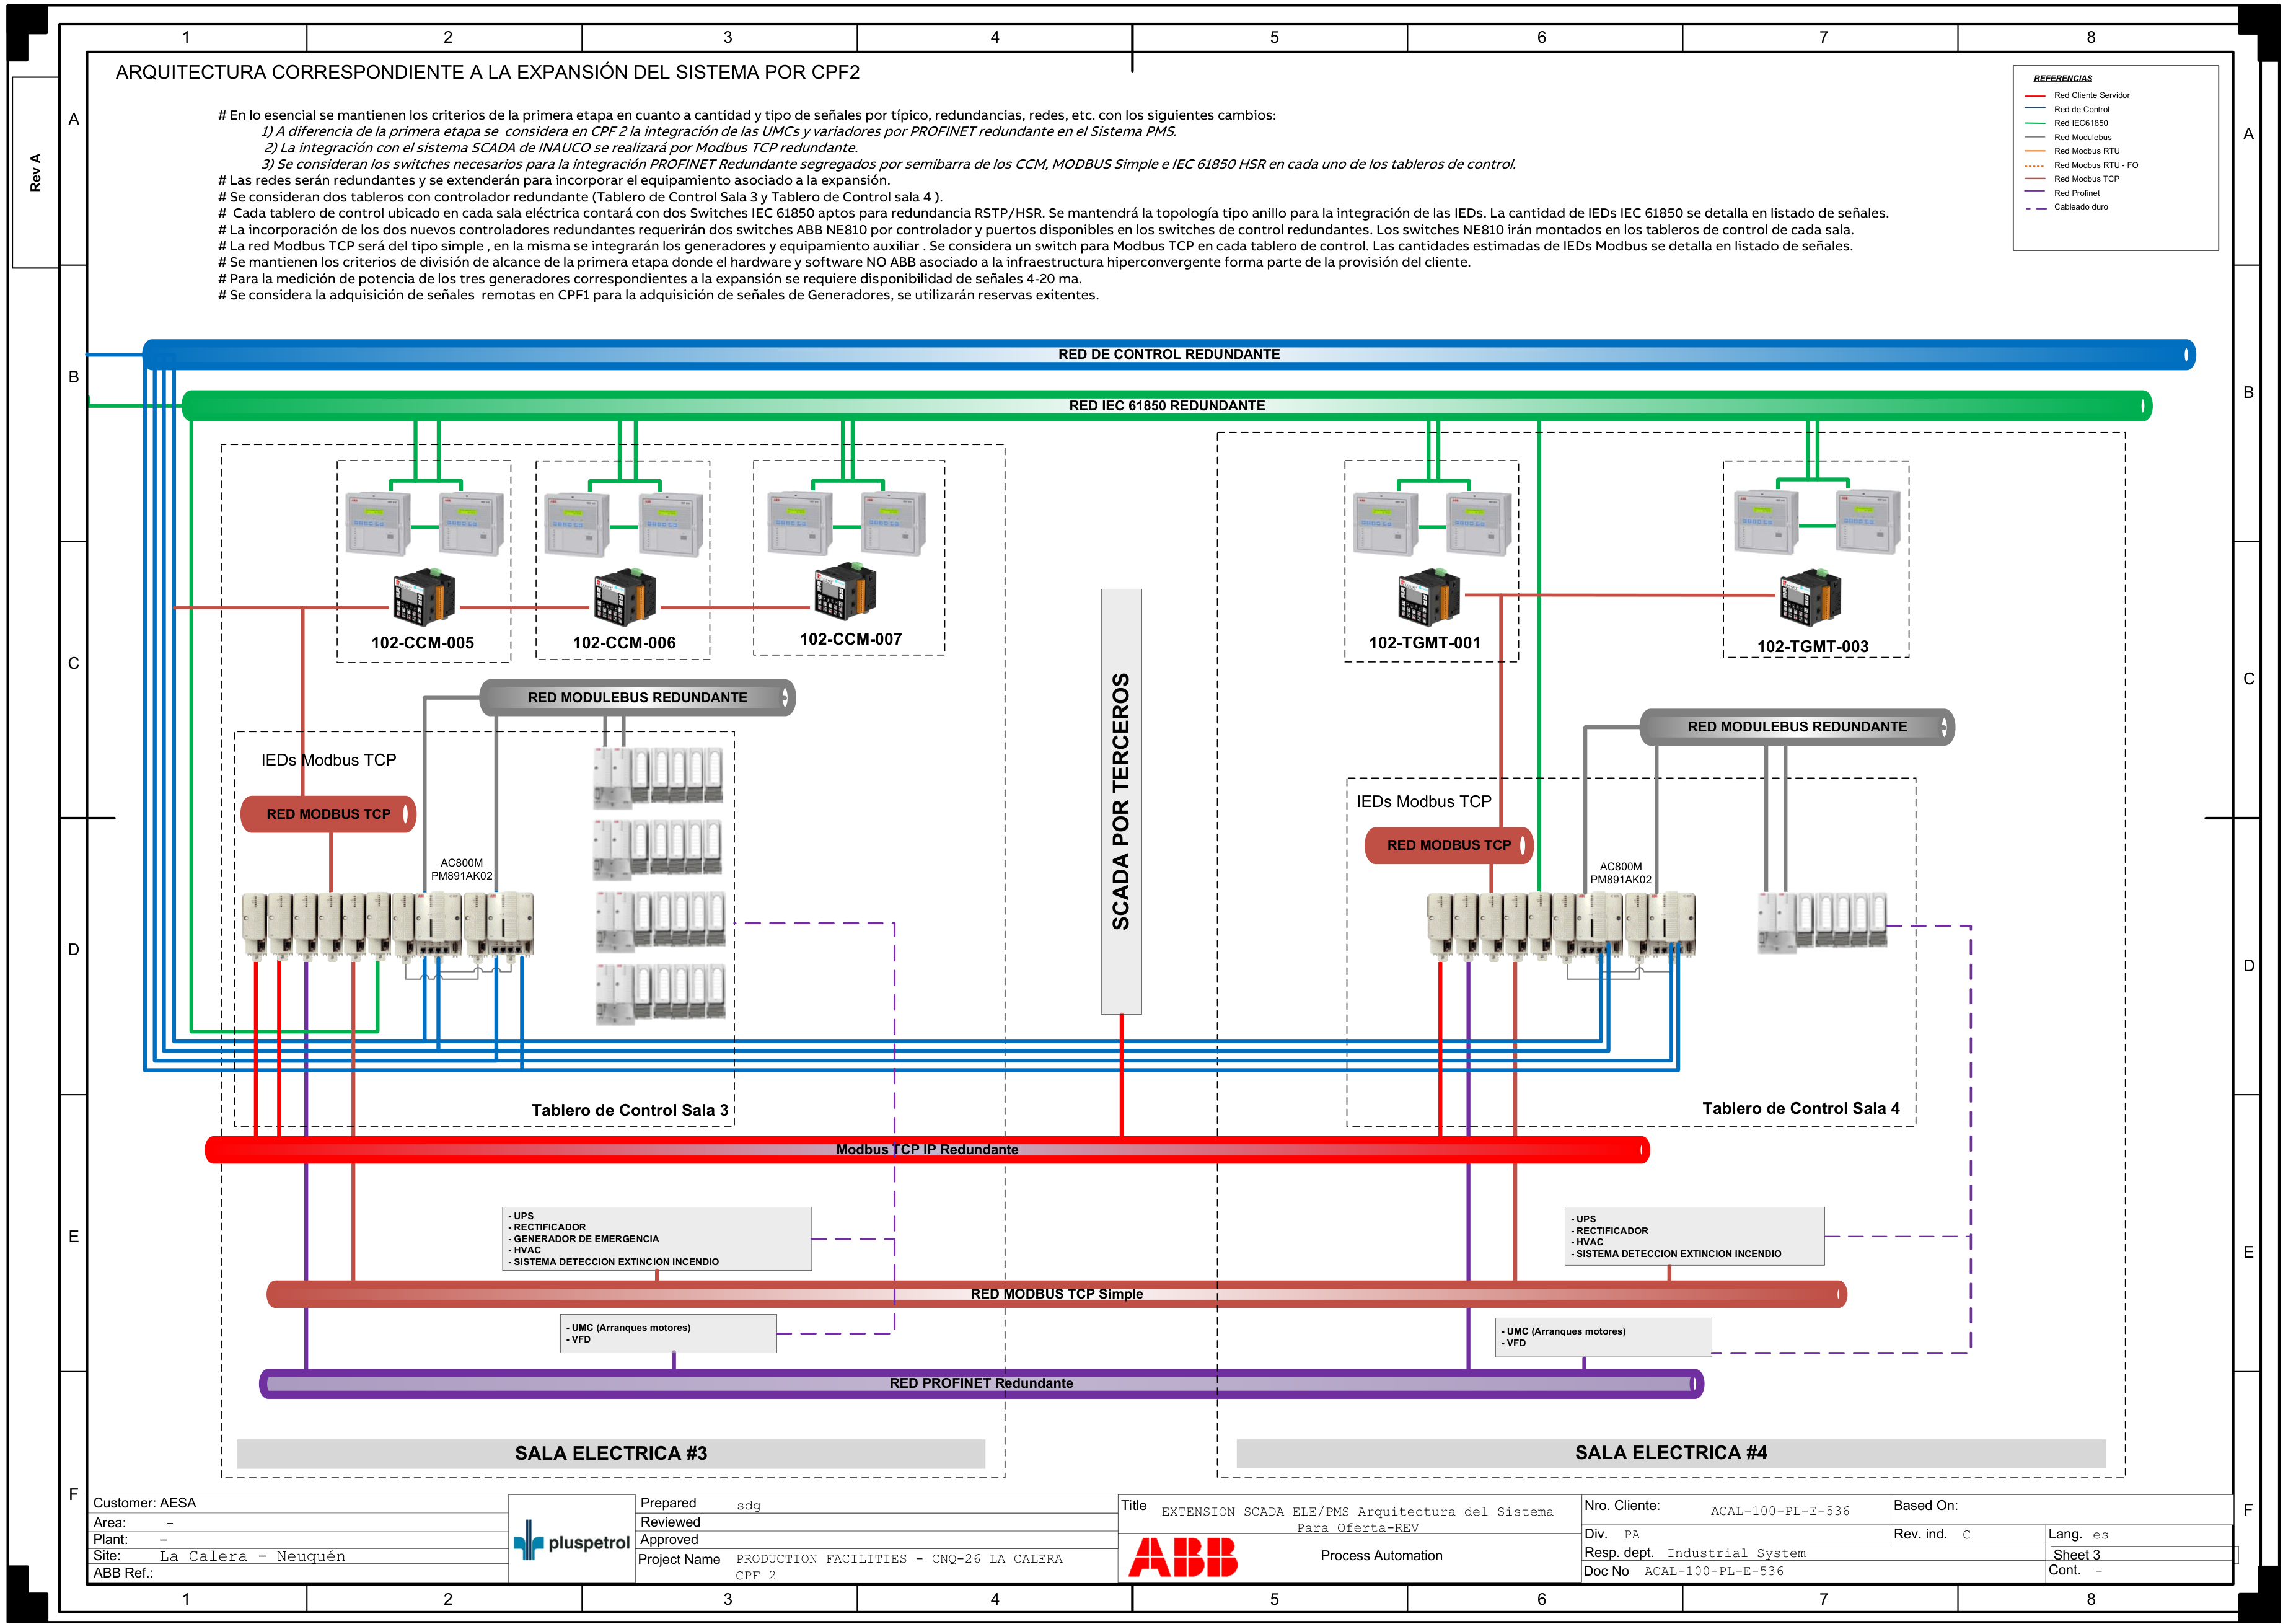 1 2 3 4 5 6 7 8
ARQUITECTURA CORRESPONDIENTE A LA EXPANSIÓN DEL SISTEMA POR CPF2
# En lo esencial se mantienen los criterios de la primera etapa en cuanto a cantidad y tipo de señales por típico, redundancias, redes, etc. con los siguientes cambios:
1) A diferencia de la primera etapa se considera en CPF 2 la integración de las UMCs y variadores por PROFINET redundante en el Sistema PMS.
2) La integración con el sistema SCADA de INAUCO se realizará por Modbus TCP redundante.
3) Se consideran los switches necesarios para la integración PROFINET Redundante segregados por semibarra de los CCM, MODBUS Simple e IEC 61850 HSR en cada uno de los tableros de control.
# Las redes serán redundantes y se extenderán para incorporar el equipamiento asociado a la expansión.
# Se consideran dos tableros con controlador redundante (Tablero de Control Sala 3 y Tablero de Control sala 4 ).
# Cada tablero de control ubicado en cada sala eléctrica contará con dos Switches IEC 61850 aptos para redundancia RSTP/HSR. Se mantendrá la topología tipo anillo para la integración de las IEDs. La cantidad de IEDs IEC 61850 se detalla en listado de señales.
# La incorporación de los dos nuevos controladores redundantes requerirán dos switches ABB NE810 por controlador y puertos disponibles en los switches de control redundantes. Los switches NE810 irán montados en los tableros de control de cada sala.
# La red Modbus TCP será del tipo simple , en la misma se integrarán los generadores y equipamiento auxiliar . Se considera un switch para Modbus TCP en cada tablero de control. Las cantidades estimadas de IEDs Modbus se detalla en listado de señales.
# Se mantienen los criterios de división de alcance de la primera etapa donde el hardware y software NO ABB asociado a la infraestructura hiperconvergente forma parte de la provisión del cliente.
# Para la medición de potencia de los tres generadores correspondientes a la expansión se requiere disponibilidad de señales 4-20 ma.
# Se considera la adquisición de señales remotas en CPF1 para la adquisición de señales de Generadores, se utilizarán reservas exitentes.
REFERENCIAS
Red Cliente Servidor
Red de Control
Red IEC61850
Red Modulebus
Red Modbus RTU
Red Modbus RTU - FO
Red Modbus TCP
Red Profinet
Cableado duro
Rev A
A
A
B
B
C
C
D
D
E
E
F
F
RED DE CONTROL REDUNDANTE
RED IEC 61850 REDUNDANTE
102-CCM-005
102-CCM-006
102-CCM-007
102-TGMT-001
102-TGMT-003
RED MODULEBUS REDUNDANTE
RED MODULEBUS REDUNDANTE
IEDs Modbus TCP
RED MODBUS TCP
AC800M
PM891AK02
SCADA POR TERCEROS
IEDs Modbus TCP
RED MODBUS TCP
AC800M
PM891AK02
Tablero de Control Sala 3
Tablero de Control Sala 4
Modbus TCP IP Redundante
- UPS
- RECTIFICADOR
- GENERADOR DE EMERGENCIA
- HVAC
- SISTEMA DETECCION EXTINCION INCENDIO
- UPS
- RECTIFICADOR
- HVAC
- SISTEMA DETECCION EXTINCION INCENDIO
RED MODBUS TCP Simple
- UMC (Arranques motores)
- VFD
- UMC (Arranques motores)
- VFD
RED PROFINET Redundante
SALA ELECTRICA #3
SALA ELECTRICA #4
Customer: AESA
Area: -
Plant: -
Site: La Calera - Neuquén
ABB Ref.:
pluspetrol
Prepared sdg
Reviewed
Approved
Project Name PRODUCTION FACILITIES - CNQ-26 LA CALERA
CPF 2
Title EXTENSION SCADA ELE/PMS Arquitectura del Sistema
Para Oferta-REV
ABB
Process Automation
Nro. Cliente: ACAL-100-PL-E-536
Based On:
Div. PA
Rev. ind. C
Lang. es
Resp. dept. Industrial System
Sheet 3
Doc No ACAL-100-PL-E-536
Cont. -
1 2 3 4 5 6 7 8